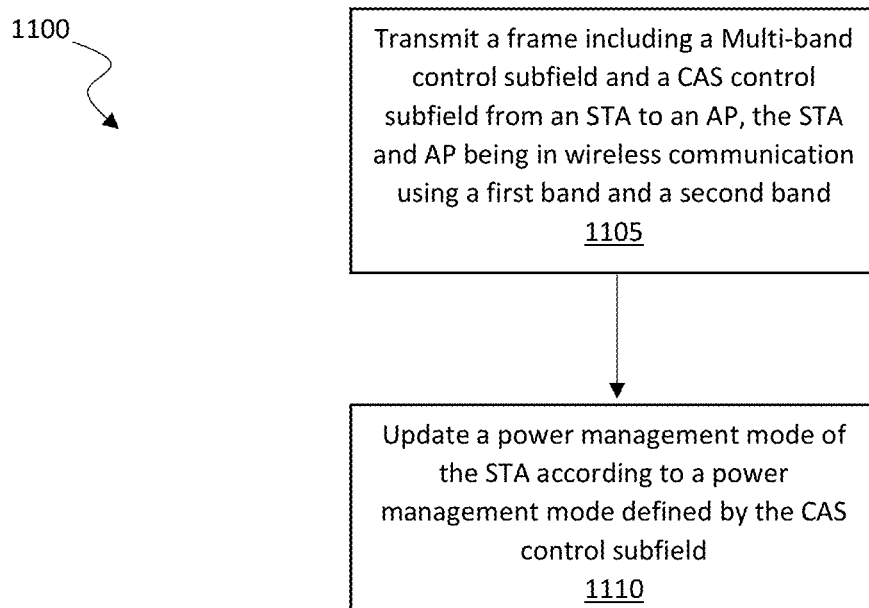 1100
Transmit a frame including a Multi-band
control subfield and a CAS control
subfield from an STA to an AP, the STA
and AP being in wireless communication
using a first band and a second band
1105
Update a power management mode of
the STA according to a power
management mode defined by the CAS
control subfield
1110